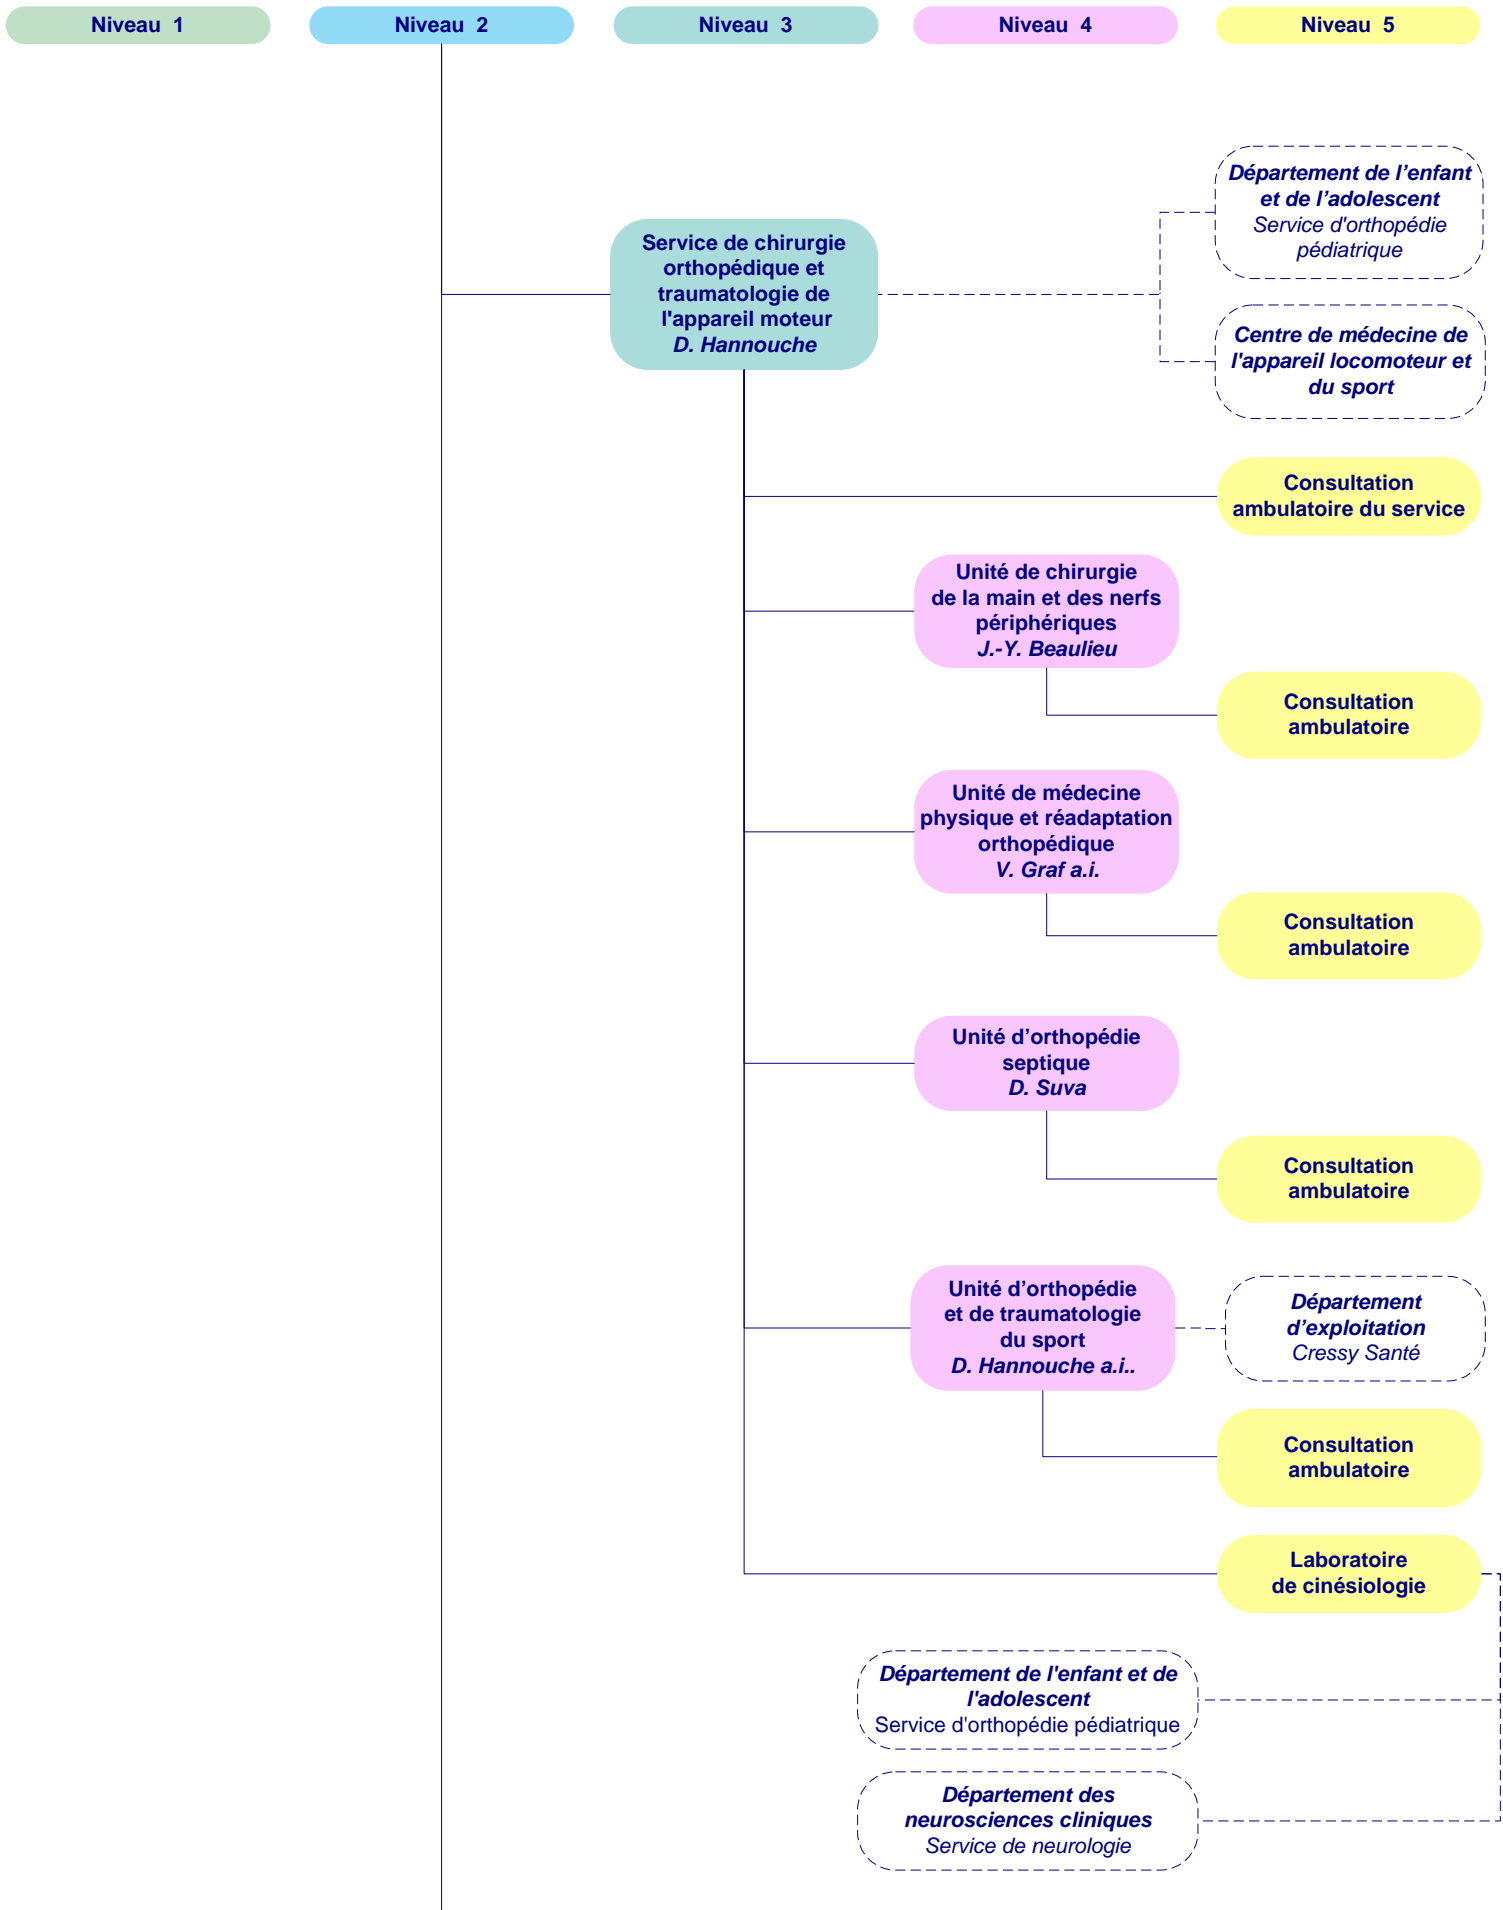 Niveau 1
Niveau 2
Niveau 3
Niveau 4
Niveau 5
Département de l’enfant
et de l’adolescent
Service d'orthopédie
pédiatrique
Service de chirurgie
orthopédique et
traumatologie de
l'appareil moteur
D. Hannouche
Centre de médecine de
l'appareil locomoteur et
du sport
Consultation
ambulatoire du service
Unité de chirurgie
de la main et des nerfs
périphériques
J.-Y. Beaulieu
Consultation
ambulatoire
Unité de médecine
physique et réadaptation
orthopédique
V. Graf a.i.
Consultation
ambulatoire
Unité d’orthopédie
septique
D. Suva
Consultation
ambulatoire
Unité d’orthopédie
et de traumatologie
du sport
D. Hannouche a.i..
Département
d’exploitation
Cressy Santé
Consultation
ambulatoire
Laboratoire
de cinésiologie
Département de l'enfant et de
l'adolescent
Service d'orthopédie pédiatrique
Département des
neurosciences cliniques
Service de neurologie